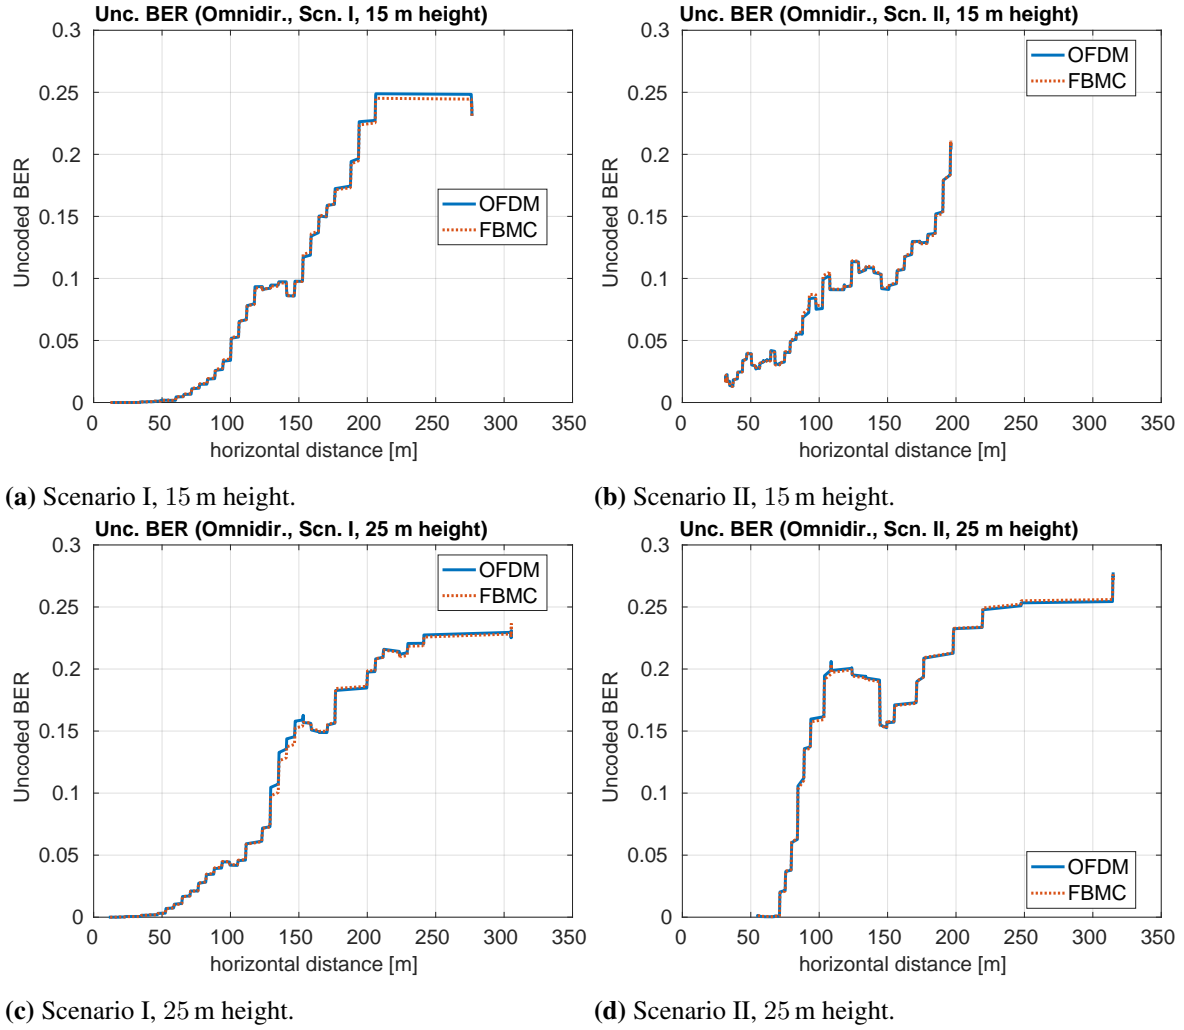 Unc. BER (Omnidir., Scn. I, 15 m height)
0.3
0.25
0.2
0.15
0.1
0.05
0
Uncoded BER
OFDM
FBMC
0 50 100 150 200 250 300 350
horizontal distance [m]
(a) Scenario I, 15 m height.
Unc. BER (Omnidir., Scn. II, 15 m height)
0.3
0.25
0.2
0.15
0.1
0.05
0
Uncoded BER
OFDM
FBMC
0 50 100 150 200 250 300 350
horizontal distance [m]
(b) Scenario II, 15 m height.
Unc. BER (Omnidir., Scn. I, 25 m height)
0.3
0.25
0.2
0.15
0.1
0.05
0
Uncoded BER
OFDM
FBMC
0 50 100 150 200 250 300 350
horizontal distance [m]
(c) Scenario I, 25 m height.
Unc. BER (Omnidir., Scn. II, 25 m height)
0.3
0.25
0.2
0.15
0.1
0.05
0
Uncoded BER
OFDM
FBMC
0 50 100 150 200 250 300 350
horizontal distance [m]
(d) Scenario II, 25 m height.